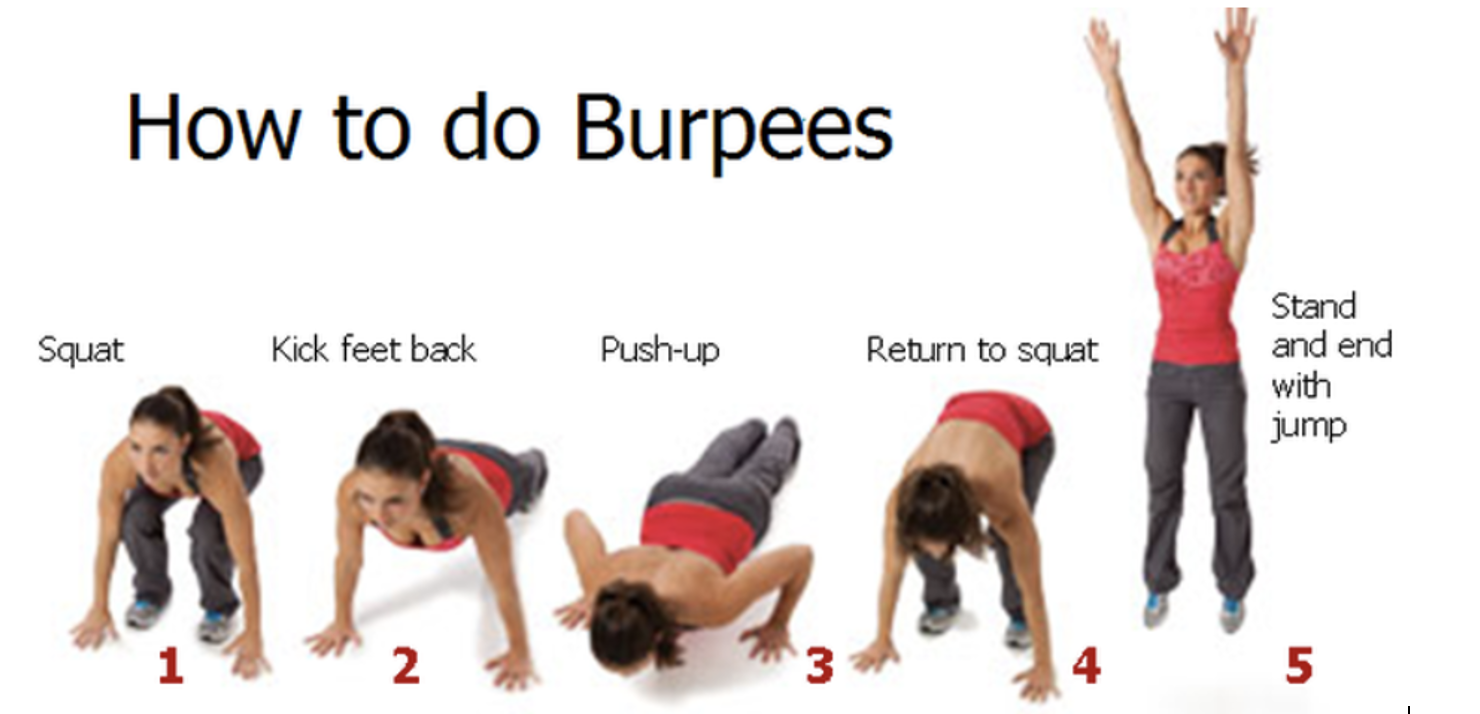 How to do Burpees
Squat
Kick feet back
Push-up
Return to squat
Stand
and end
with
jump
1
2
3
4
5